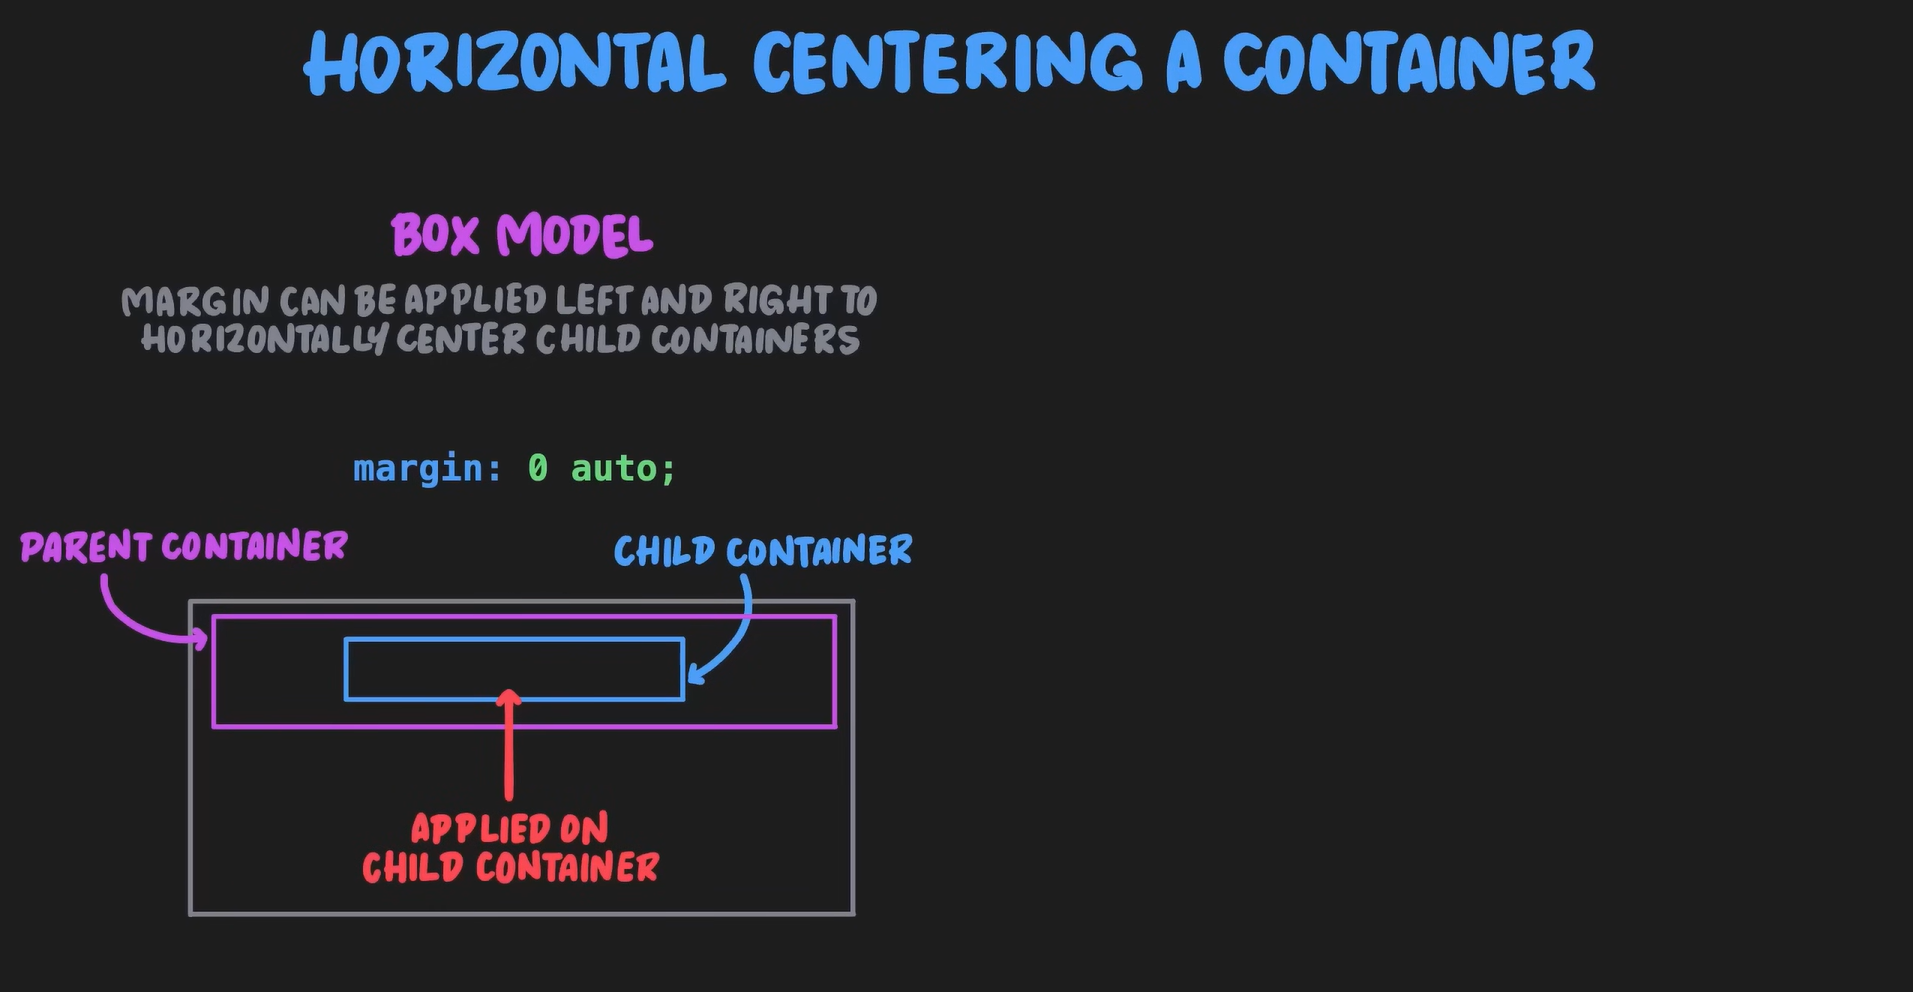 HORIZONTAL CENTERING A CONTAINER
BOX MODEL
MARGIN CAN BE APPLIED LEFT AND RIGHT TO
HORIZONTALLY CENTER CHILD CONTAINERS
margin: 0 auto;
PARENT CONTAINER
CHILD CONTAINER
APPLIED ON
CHILD CONTAINER